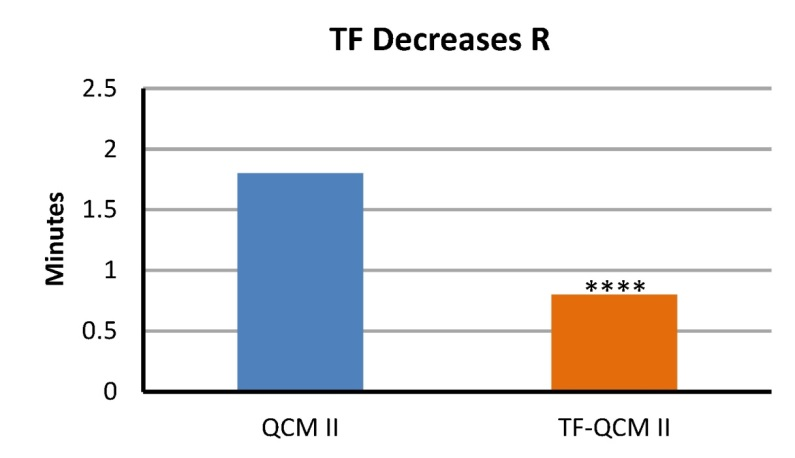 TF Decreases R
2.5
2
1.5
1
0.5
0
Minutes
****
QCM II
TF-QCM II